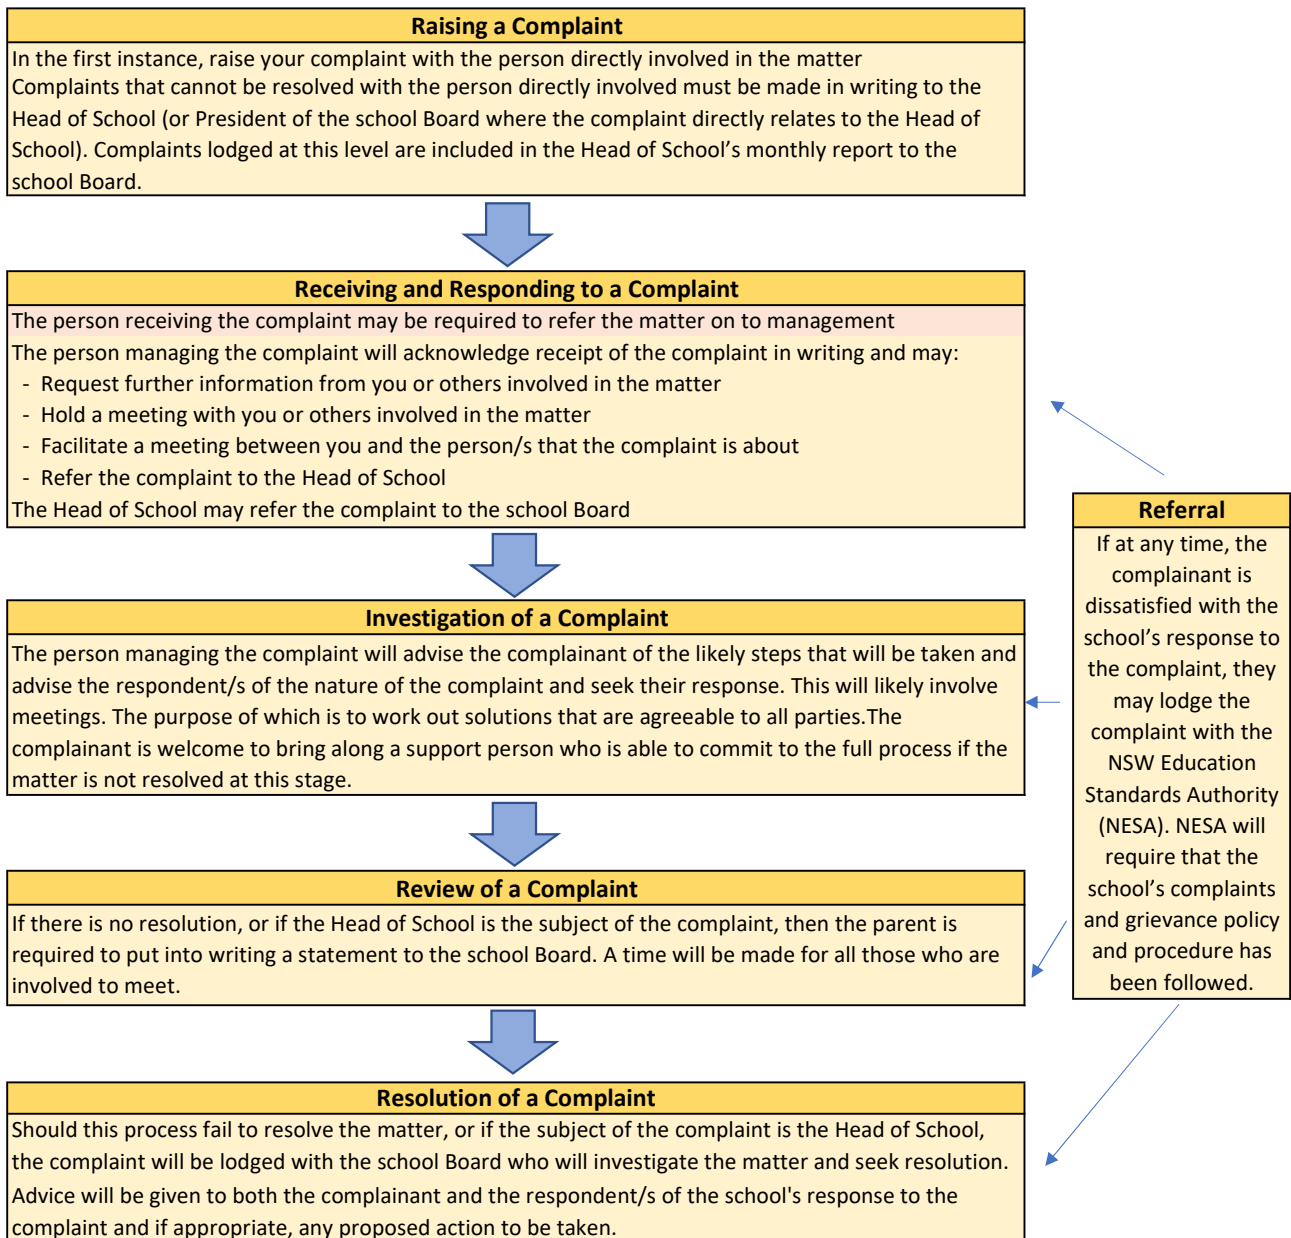 Raising a Complaint
In the first instance, raise your complaint with the person directly involved in the matter
Complaints that cannot be resolved with the person directly involved must be made in writing to the
Head of School (or President of the school Board where the complaint directly relates to the Head of
School). Complaints lodged at this level are included in the Head of School's monthly report to the
school Board.
Receiving and Responding to a Complaint
The person receiving the complaint may be required to refer the matter on to management
The person managing the complaint will acknowledge receipt of the complaint in writing and may:
- Request further information from you or others involved in the matter
- Hold a meeting with you or others involved in the matter
- Facilitate a meeting between you and the person/s that the complaint is about
- Refer the complaint to the Head of School
The Head of School may refer the complaint to the school Board
Investigation of a Complaint
The person managing the complaint will advise the complainant of the likely steps that will be taken and
advise the respondent/s of the nature of the complaint and seek their response. This will likely involve
meetings. The purpose of which is to work out solutions that are agreeable to all parties.The
complainant is welcome to bring along a support person who is able to commit to the full process if the
matter is not resolved at this stage.
Review of a Complaint
If there is no resolution, or if the Head of School is the subject of the complaint, then the parent is
required to put into writing a statement to the school Board. A time will be made for all those who are
involved to meet.
Resolution of a Complaint
Should this process fail to resolve the matter, or if the subject of the complaint is the Head of School,
the complaint will be lodged with the school Board who will investigate the matter and seek resolution.
Advice will be given to both the complainant and the respondent/s of the school's response to the
complaint and if appropriate, any proposed action to be taken.
Referral
If at any time, the
complainant is
dissatisfied with the
school's response to
the complaint, they
may lodge the
complaint with the
NSW Education
Standards Authority
(NESA). NESA will
require that the
school's complaints
and grievance policy
and procedure has
been followed.